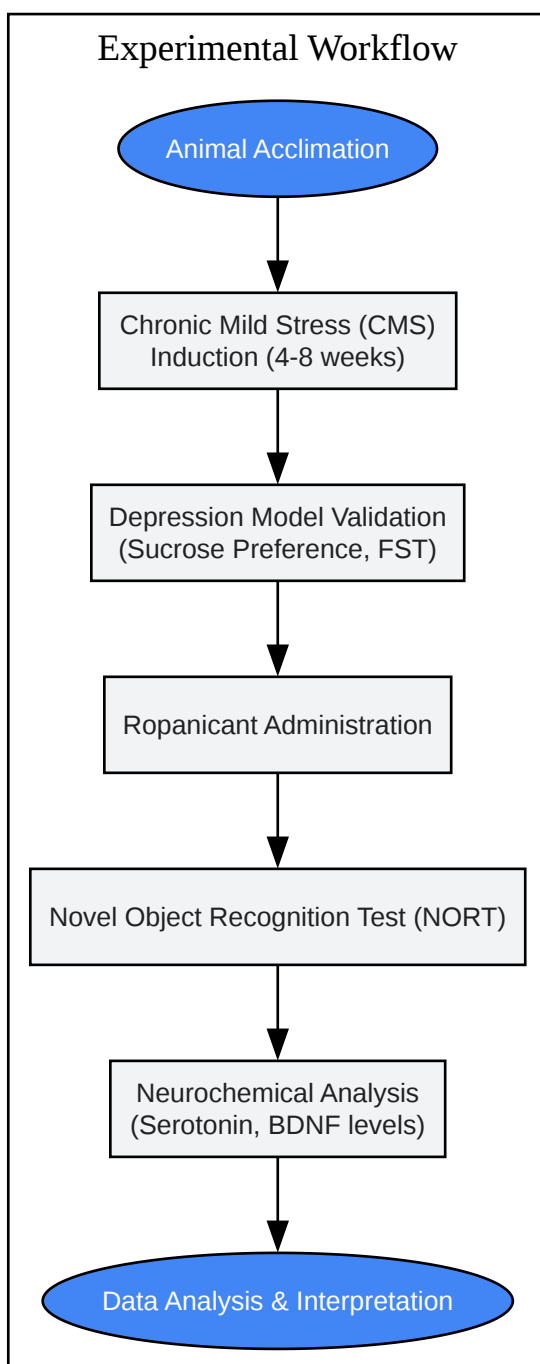 Experimental Workflow
Animal Acclimation
Chronic Mild Stress (CMS)
Induction (4-8 weeks)
Depression Model Validation
(Sucrose Preference, FST)
Ropanicant Administration
Novel Object Recognition Test (NORT)
Neurochemical Analysis
(Serotonin, BDNF levels)
Data Analysis & Interpretation